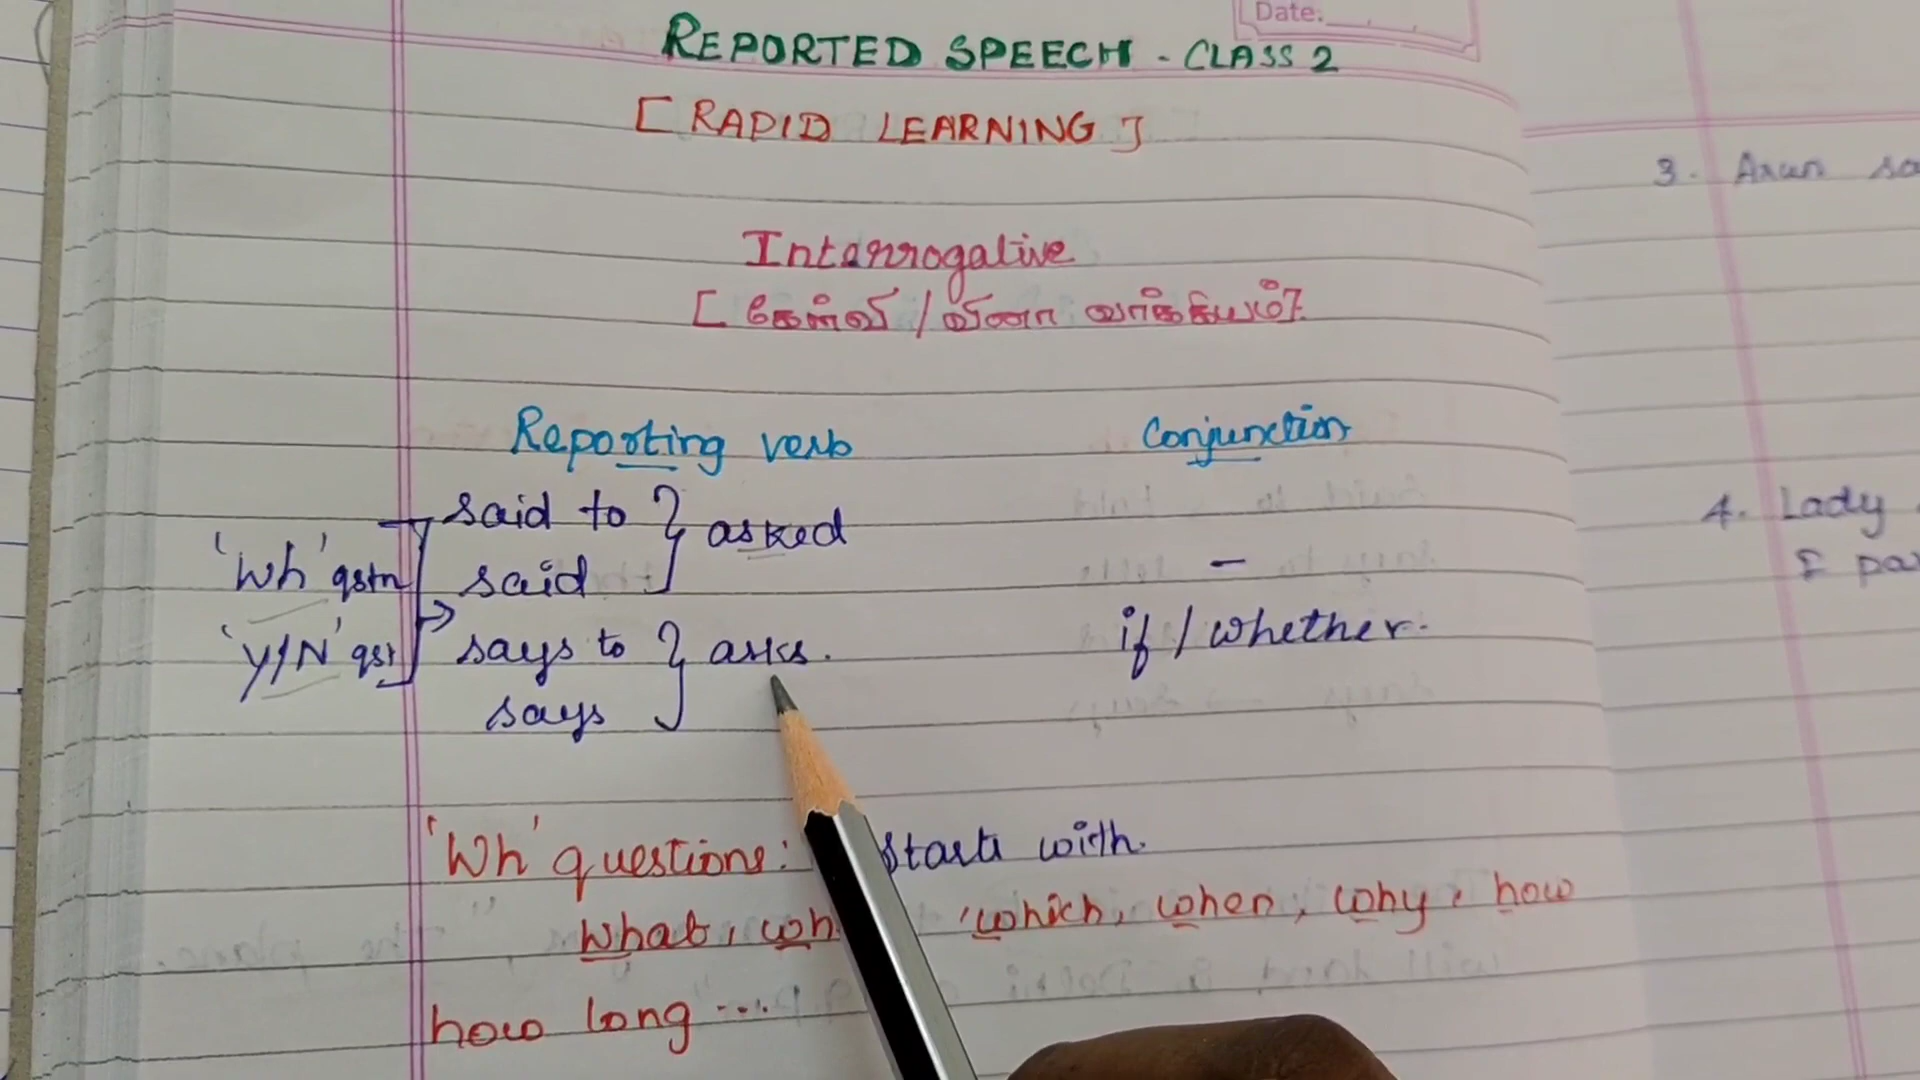 Date:
REPORTED SPEECH - CLASS 2
[ RAPID LEARNING ]
Interrogative
[ கேள்வி / வினா வாக்கியம் ]
Reporting verb
Conjunction
'Wh' qstn
said to } asked
said
-
'Y/N' qst
says to } asks.
says
if / whether.
'Wh' questions: starts with.
What, wh which, when, why, how
how long ...
3. Arun sa
4. Lady
& pa